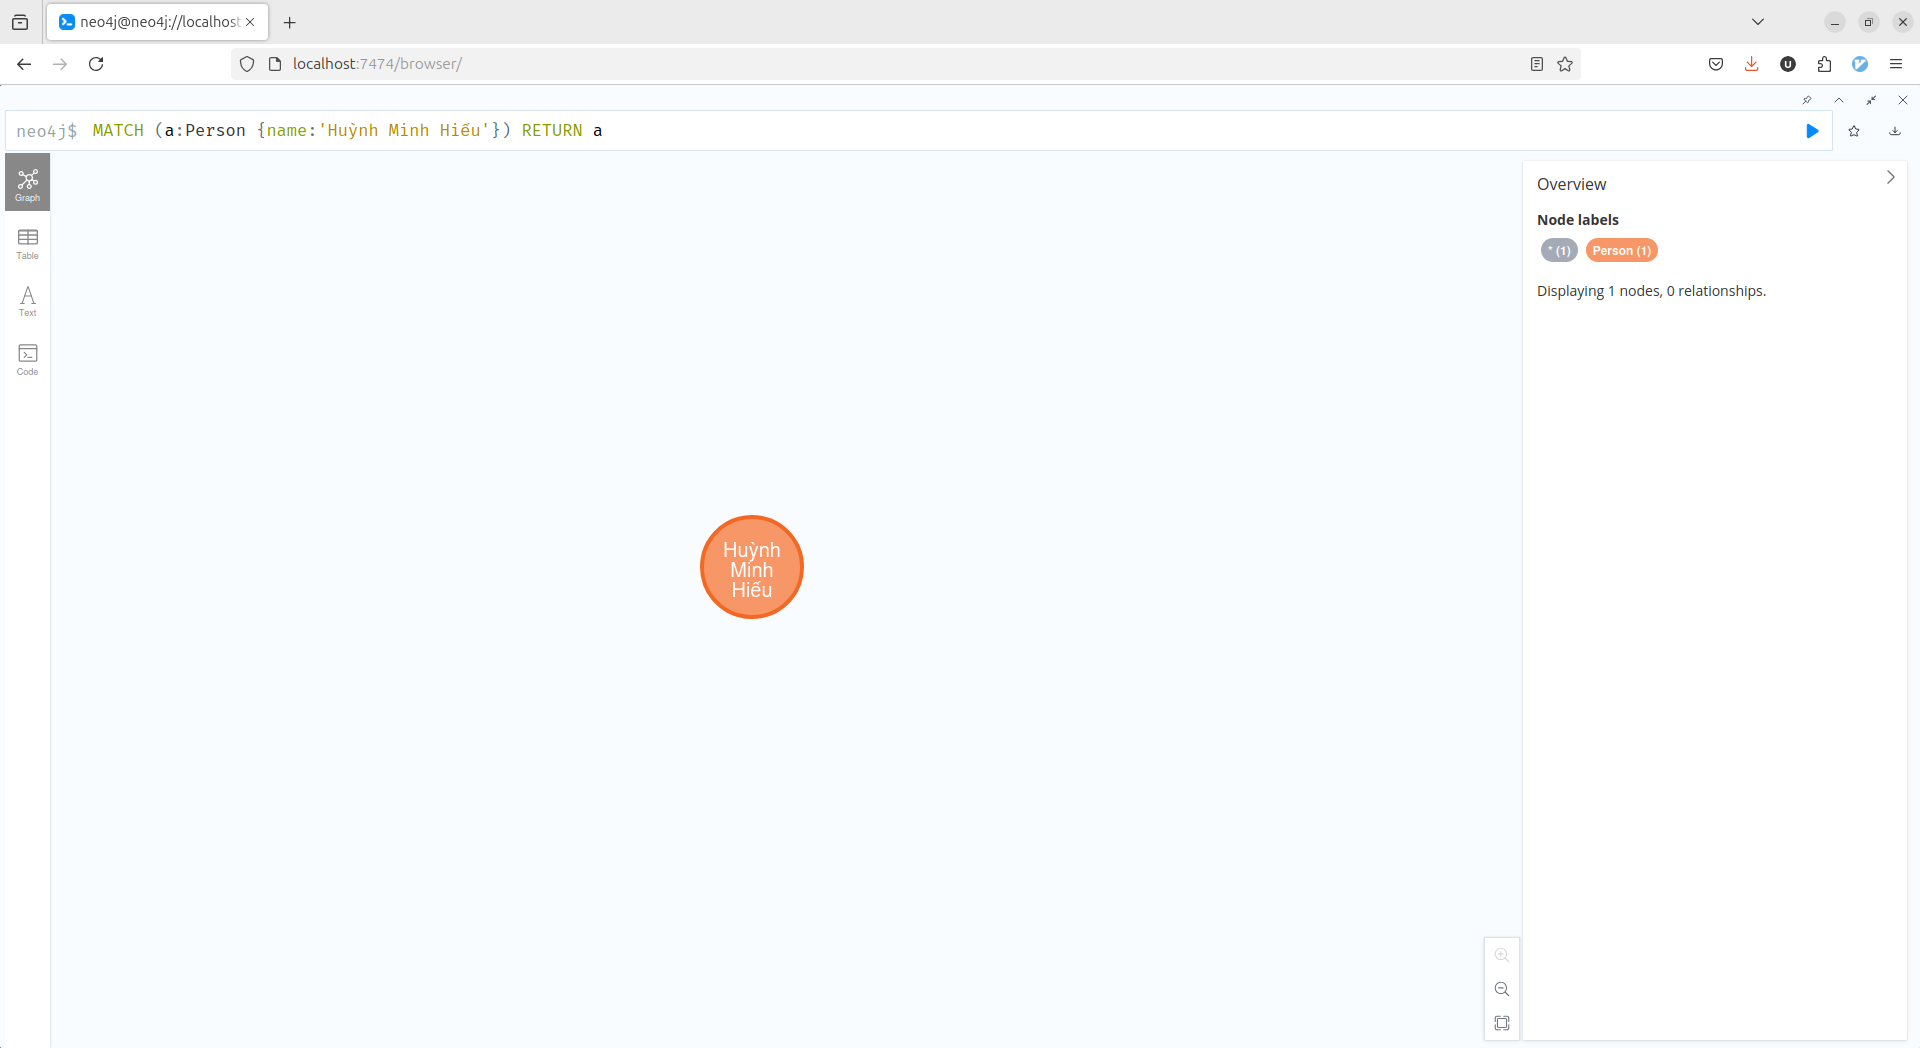 neo4j@neo4j://localhost
localhost:7474/browser/
neo4j$ MATCH (a:Person {name:'Huỳnh Minh Hiếu'}) RETURN a
Graph
Table
Text
Code
Huỳnh
Minh
Hiếu
Overview
Node labels
* (1) Person (1)
Displaying 1 nodes, 0 relationships.